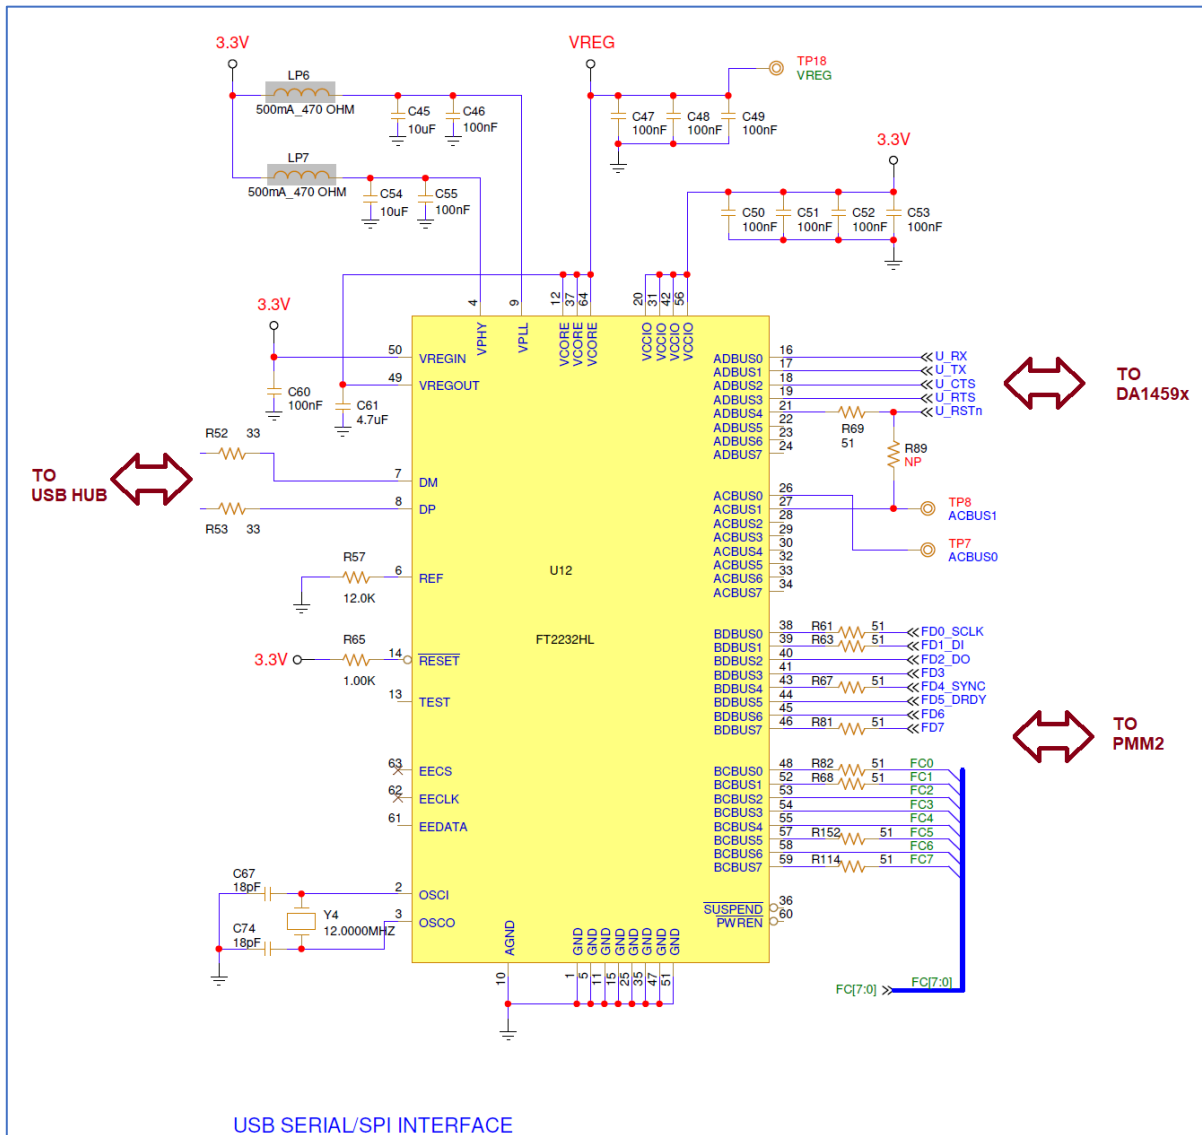 3.3V
VREG
LP6
500mA_470 OHM
C45
10uF
C46
100nF
TP18
VREG
C47
100nF
C48
100nF
C49
100nF
LP7
500mA_470 OHM
C54
10uF
C55
100nF
3.3V
C50
100nF
C51
100nF
C52
100nF
C53
100nF
4
9
12
37
64
20
31
42
56
VPHY
VPLL
VCORE
VCORE
VCORE
VCCIO
VCCIO
VCCIO
VCCIO
3.3V
50
VREGIN
49
VREGOUT
C60
100nF
C61
4.7uF
R52 33
7
DM
8
DP
R53 33
TO
USB HUB
R57
6
REF
12.0K
R65
3.3V
14
RESET
1.00K
13
TEST
63
EECS
62
EECLK
61
EEDATA
C67
18pF
2
OSCI
3
OSCO
Y4
12.0000MHZ
C74
18pF
U12
FT2232HL
ADBUS0 16 U_RX
ADBUS1 17 U_TX
ADBUS2 18 U_CTS
ADBUS3 19 U_RTS
ADBUS4 21 U_RSTn
ADBUS5 22
ADBUS6 23
ADBUS7 24
R69
51
R89
NP
TO
DA1459x
ACBUS0 26
ACBUS1 27
ACBUS2 28
ACBUS3 29
ACBUS4 30
ACBUS5 32
ACBUS6 33
ACBUS7 34
TP8
ACBUS1
TP7
ACBUS0
BDBUS0 38 R61 51 FD0_SCLK
BDBUS1 39 R63 51 FD1_DI
BDBUS2 40 FD2_DO
BDBUS3 41 FD3
BDBUS4 43 R67 51 FD4_SYNC
BDBUS5 44 FD5_DRDY
BDBUS6 45 FD6
BDBUS7 46 R81 51 FD7
TO
PMM2
BCBUS0 48 R82 51 FC0
BCBUS1 52 R68 51 FC1
BCBUS2 53 FC2
BCBUS3 54 FC3
BCBUS4 55 FC4
BCBUS5 57 R152 51 FC5
BCBUS6 58 FC6
BCBUS7 59 R114 51 FC7
SUSPEND 36
PWREN 60
AGND
GND
GND
GND
GND
GND
GND
GND
GND
10
1
5
11
15
25
35
47
51
FC[7:0] FC[7:0]
USB SERIAL/SPI INTERFACE